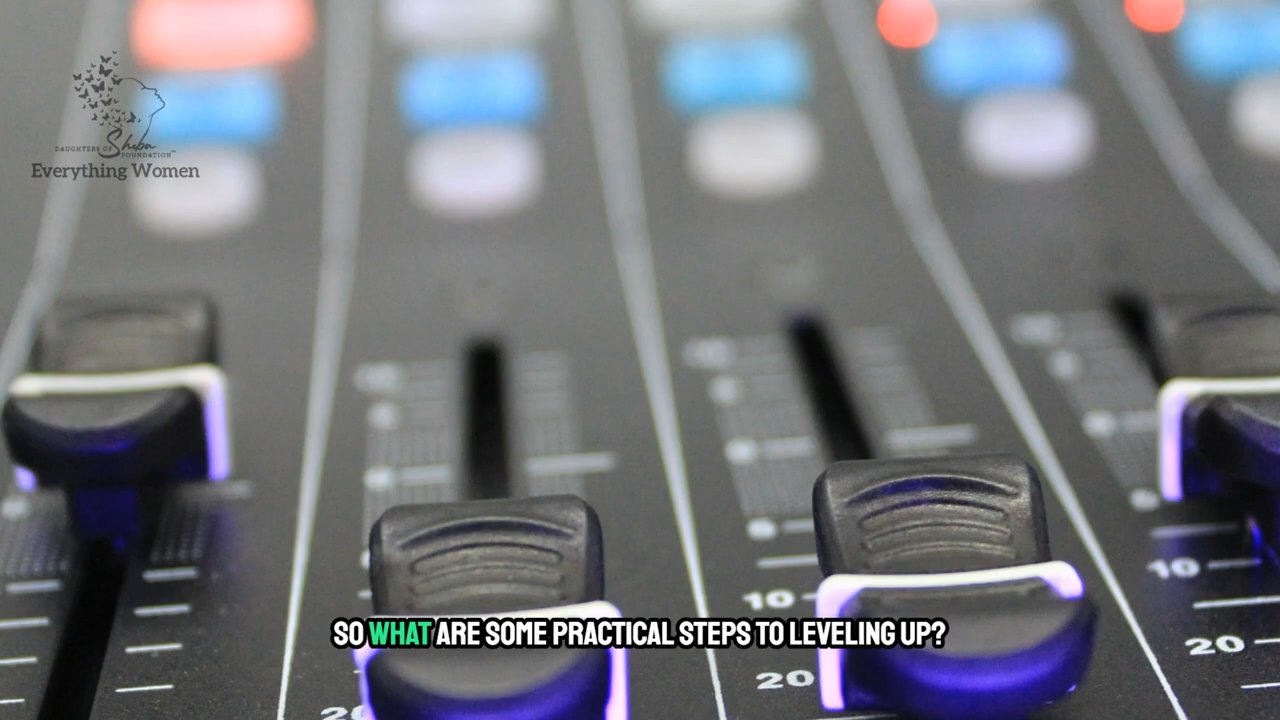 DAUGHTERS OF Sheba
FOUNDATION™
Everything Women
10
10
20
20
20
SO WHAT ARE SOME PRACTICAL STEPS TO LEVELING UP?